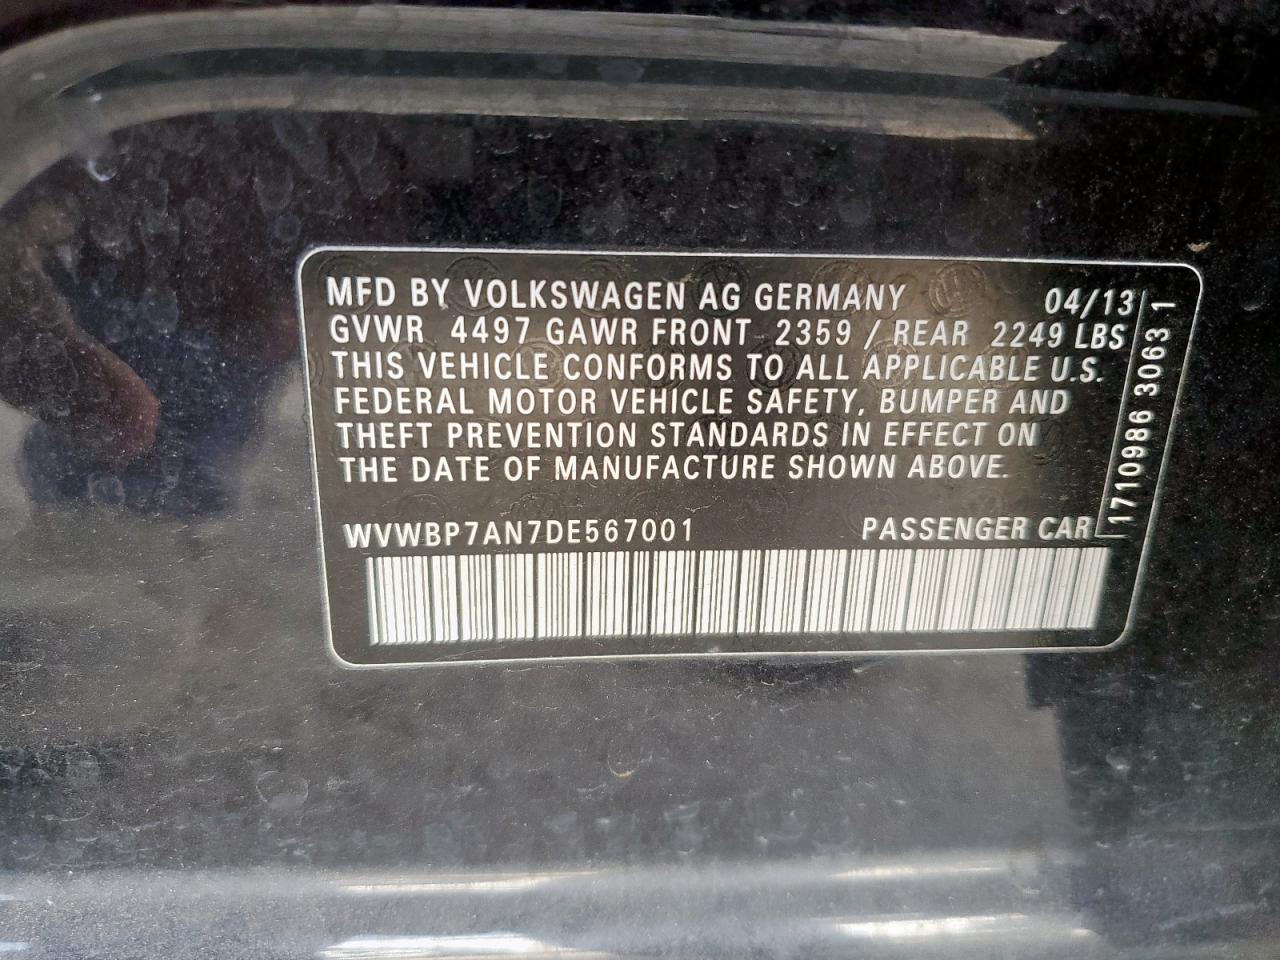 MFD BY VOLKSWAGEN AG GERMANY 04/13
GVWR 4497 GAWR FRONT 2359 / REAR 2249 LBS
THIS VEHICLE CONFORMS TO ALL APPLICABLE U.S.
FEDERAL MOTOR VEHICLE SAFETY, BUMPER AND
THEFT PREVENTION STANDARDS IN EFFECT ON
THE DATE OF MANUFACTURE SHOWN ABOVE.
WVWBP7AN7DE567001 PASSENGER CAR
1710986 3063 1